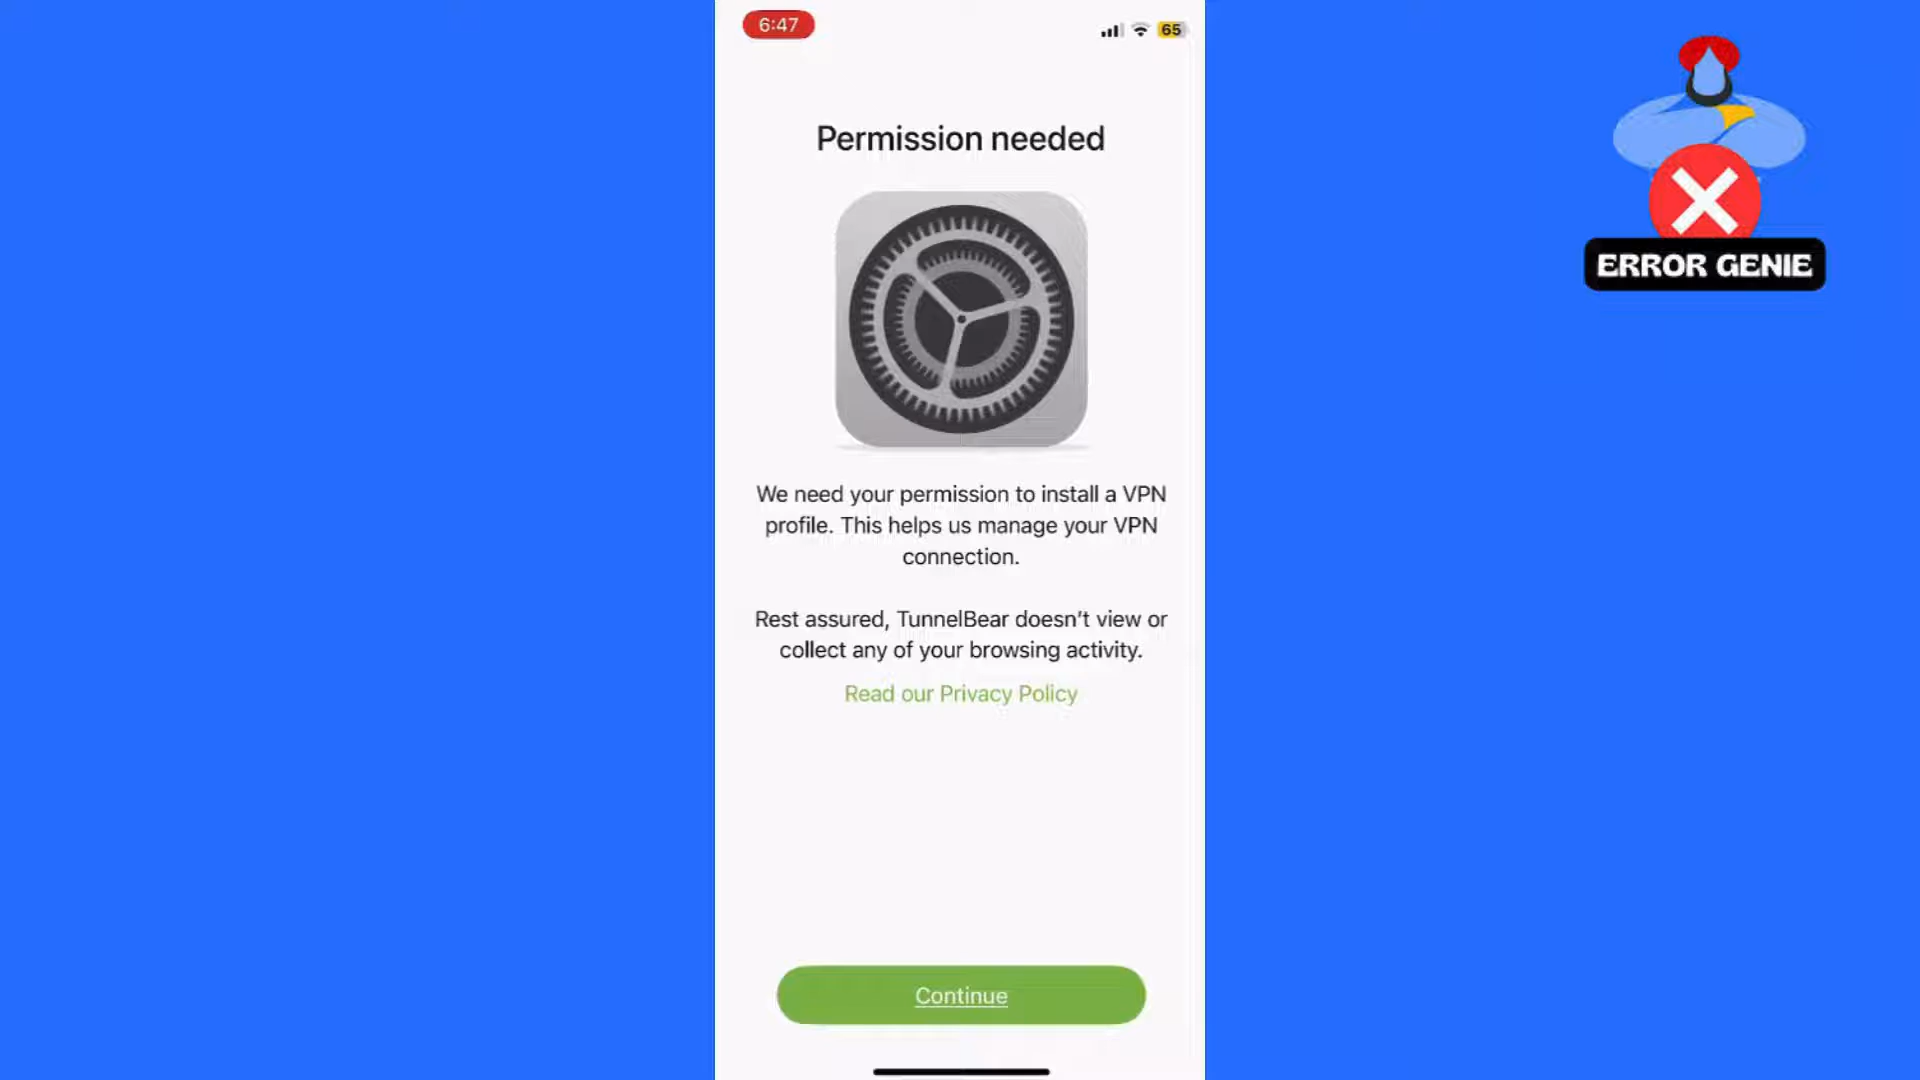 6:47
65
ERROR GENIE
Permission needed
We need your permission to install a VPN
profile. This helps us manage your VPN
connection.
Rest assured, TunnelBear doesn't view or
collect any of your browsing activity.
Read our Privacy Policy
Continue